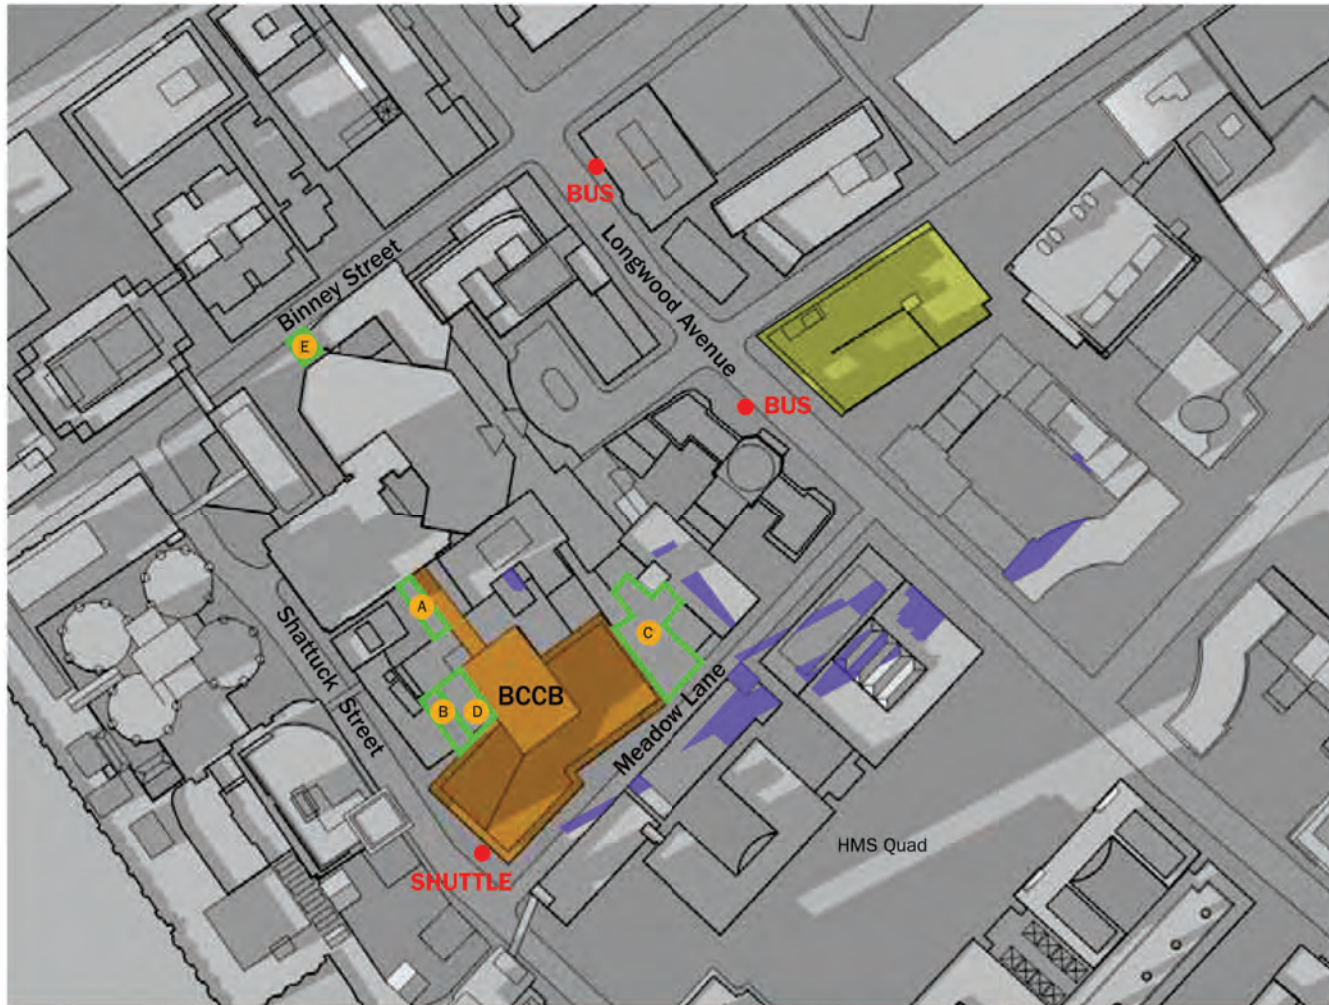 BUS
Longwood Avenue
Binney Street
E
BUS
A
C
Shattuck Street
BCCB
B
D
Meadow Lane
HMS Quad
SHUTTLE